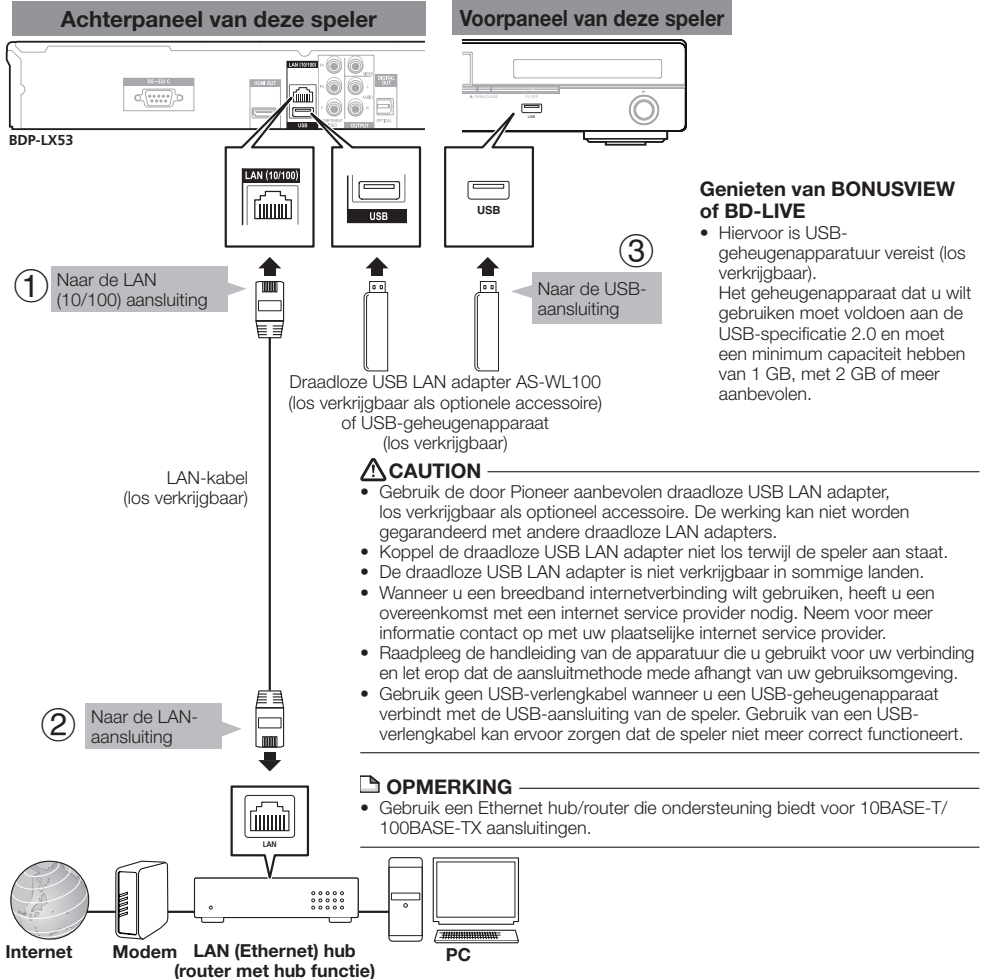 Achterpaneel van deze speler
Voorpaneel van deze speler
RS-232 C
HDMI OUT
LAN (10/100)
USB
VIDEO
AUDIO
OUTPUT
DIGITAL OUT
OPTICAL
BDP-LX53
OPEN/CLOSE
FL OFF
USB
LAN (10/100)
USB
USB
① Naar de LAN
(10/100) aansluiting
③
Naar de USB-
aansluiting
Draadloze USB LAN adapter AS-WL100
(los verkrijgbaar als optionele accessoire)
of USB-geheugenapparaat
(los verkrijgbaar)
Genieten van BONUSVIEW
of BD-LIVE
• Hiervoor is USB-
geheugenapparatuur vereist (los
verkrijgbaar).
Het geheugenapparaat dat u wilt
gebruiken moet voldoen aan de
USB-specificatie 2.0 en moet
een minimum capaciteit hebben
van 1 GB, met 2 GB of meer
aanbevolen.
LAN-kabel
(los verkrijgbaar)
CAUTION
• Gebruik de door Pioneer aanbevolen draadloze USB LAN adapter,
los verkrijgbaar als optioneel accessoire. De werking kan niet worden
gegarandeerd met andere draadloze LAN adapters.
• Koppel de draadloze USB LAN adapter niet los terwijl de speler aan staat.
• De draadloze USB LAN adapter is niet verkrijgbaar in sommige landen.
• Wanneer u een breedband internetverbinding wilt gebruiken, heeft u een
overeenkomst met een internet service provider nodig. Neem voor meer
informatie contact op met uw plaatselijke internet service provider.
• Raadpleeg de handleiding van de apparatuur die u gebruikt voor uw verbinding
en let erop dat de aansluitmethode mede afhangt van uw gebruiksomgeving.
• Gebruik geen USB-verlengkabel wanneer u een USB-geheugenapparaat
verbindt met de USB-aansluiting van de speler. Gebruik van een USB-
verlengkabel kan ervoor zorgen dat de speler niet meer correct functioneert.
② Naar de LAN-
aansluiting
OPMERKING
• Gebruik een Ethernet hub/router die ondersteuning biedt voor 10BASE-T/
100BASE-TX aansluitingen.
LAN
Internet
Modem
LAN (Ethernet) hub
(router met hub functie)
PC